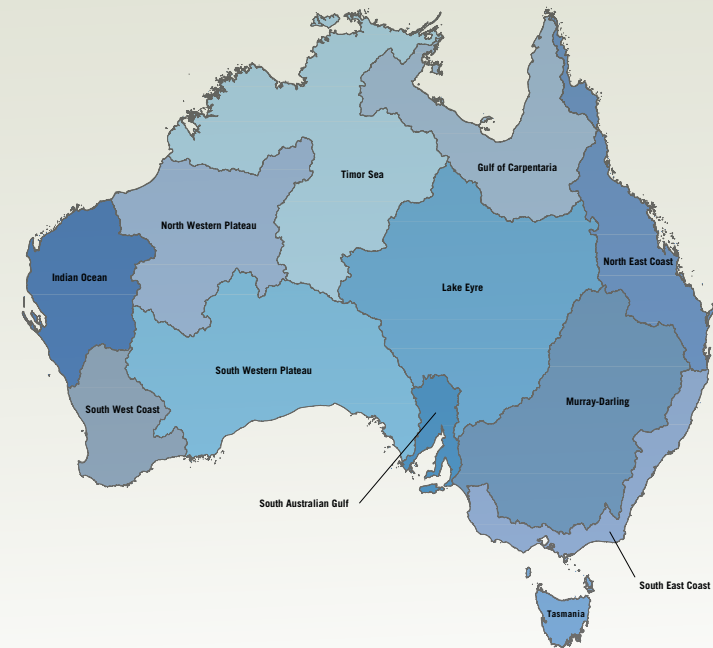 Gulf of Carpentaria
Timor Sea
North Western Plateau
North East Coast
Indian Ocean
Lake Eyre
South Western Plateau
Murray-Darling
South West Coast
South Australian Gulf
South East Coast
Tasmania